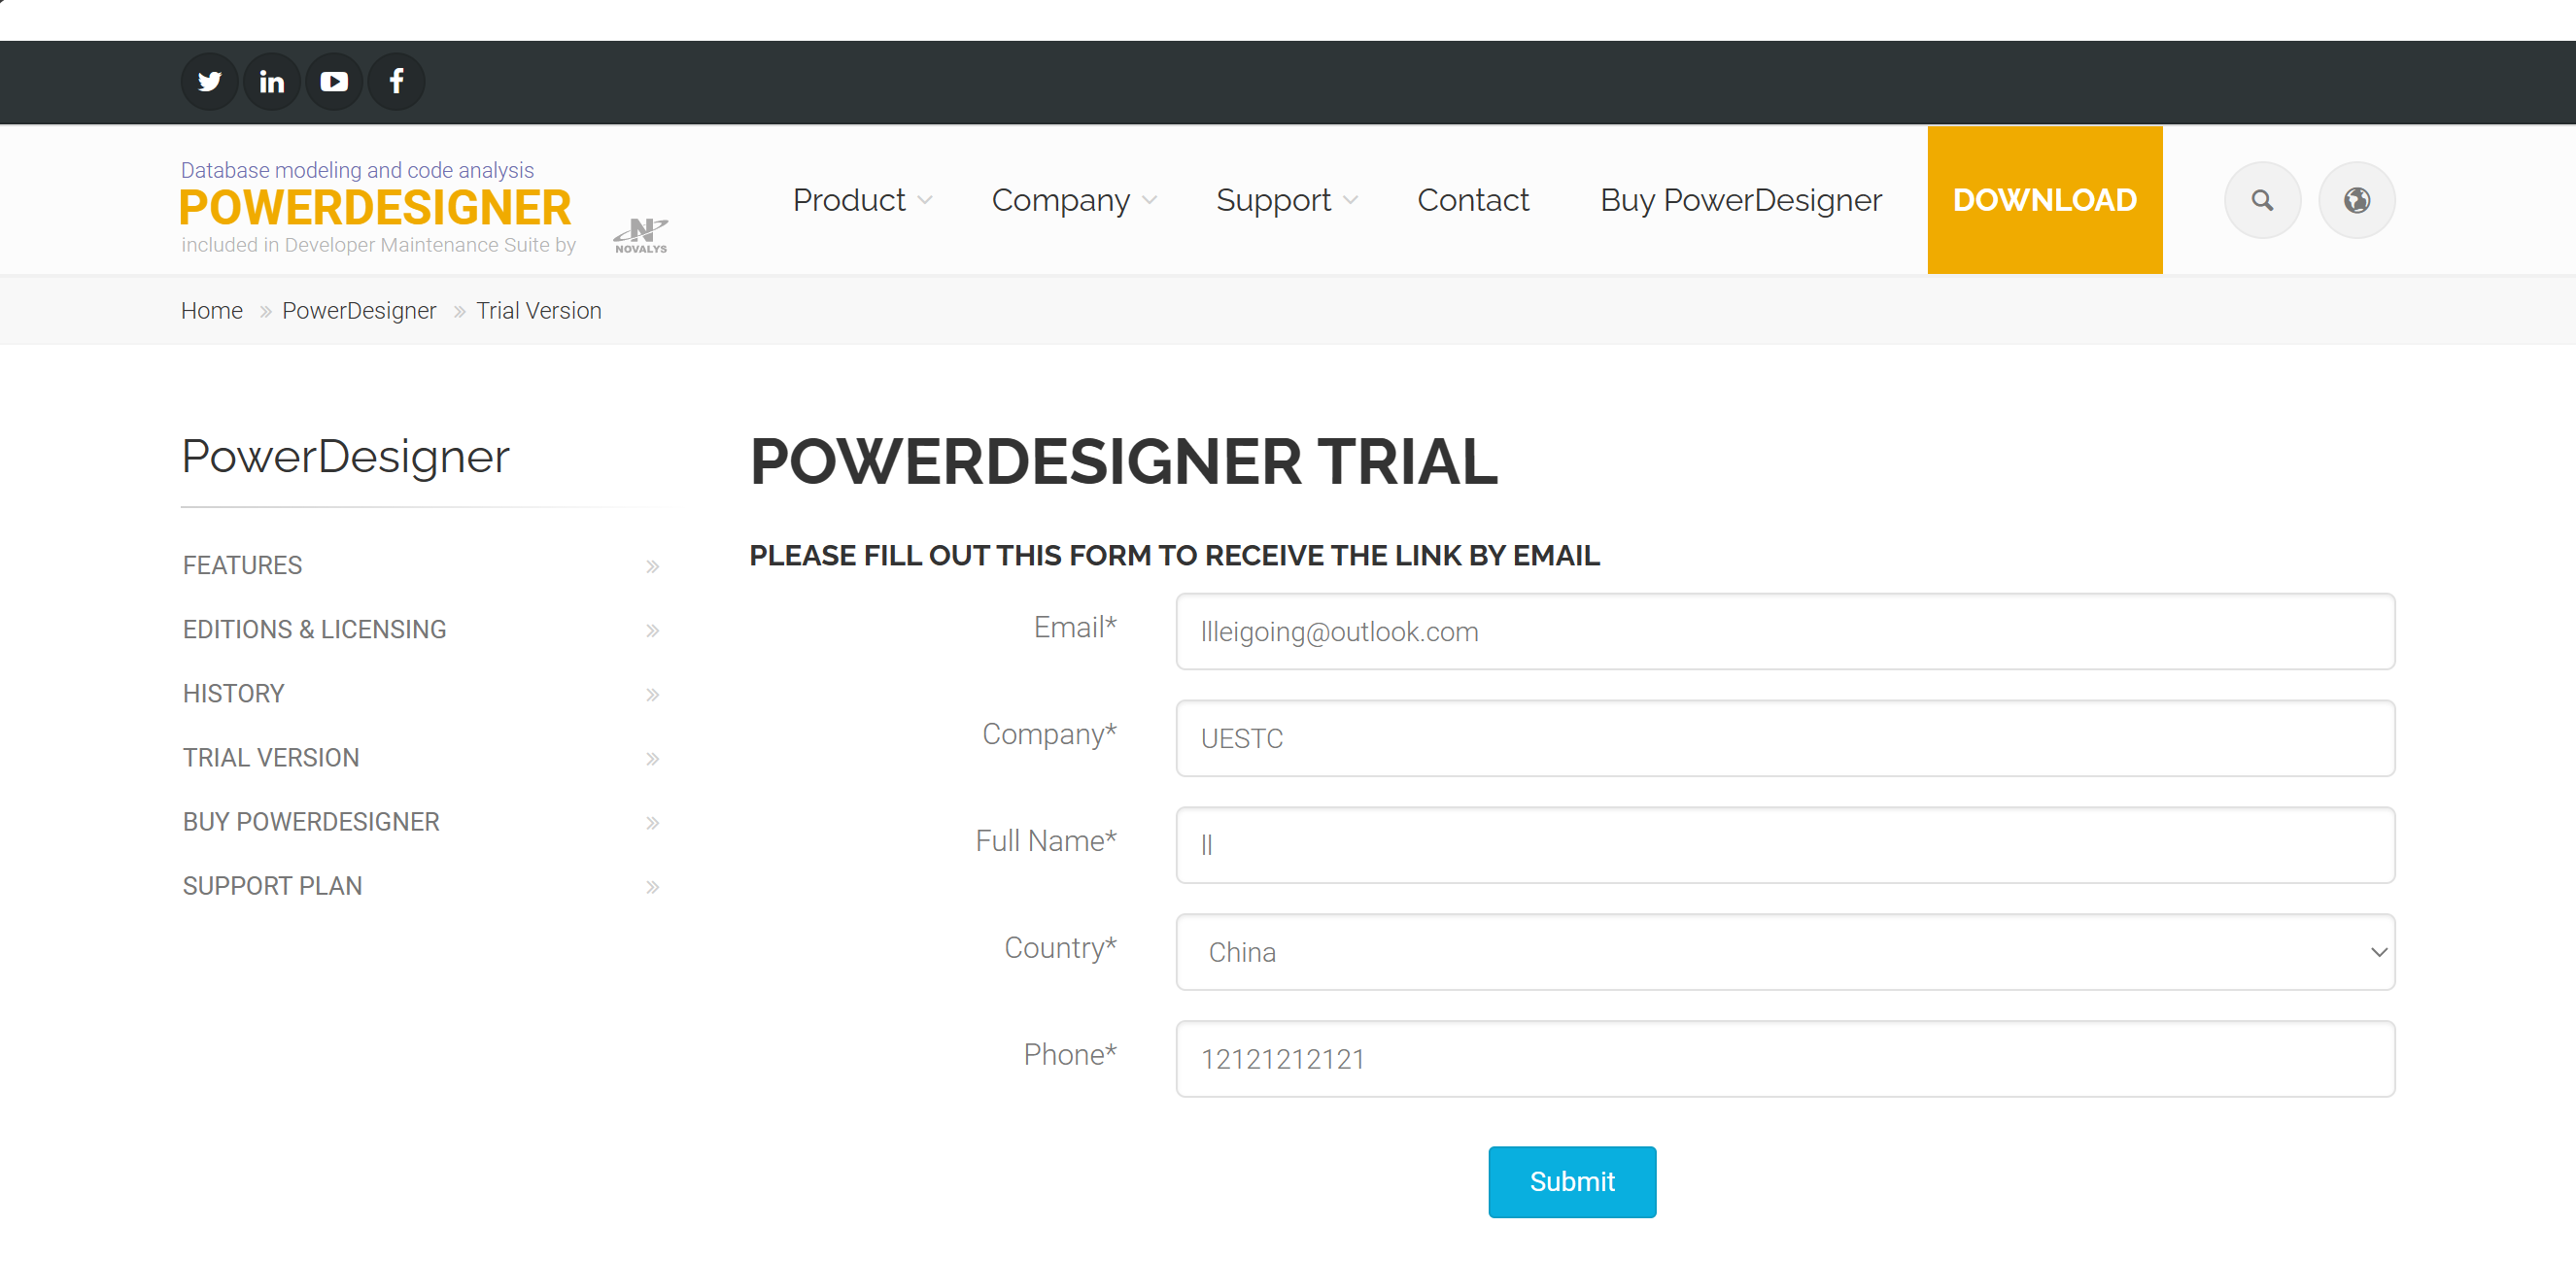 Database modeling and code analysis
POWERDESIGNER
included in Developer Maintenance Suite by
NOVALYS
Product
Company
Support
Contact
Buy PowerDesigner
DOWNLOAD
Home » PowerDesigner » Trial Version
PowerDesigner
FEATURES
EDITIONS & LICENSING
HISTORY
TRIAL VERSION
BUY POWERDESIGNER
SUPPORT PLAN
POWERDESIGNER TRIAL
PLEASE FILL OUT THIS FORM TO RECEIVE THE LINK BY EMAIL
Email* llleigoing@outlook.com
Company* UESTC
Full Name* ll
Country* China
Phone* 12121212121
Submit